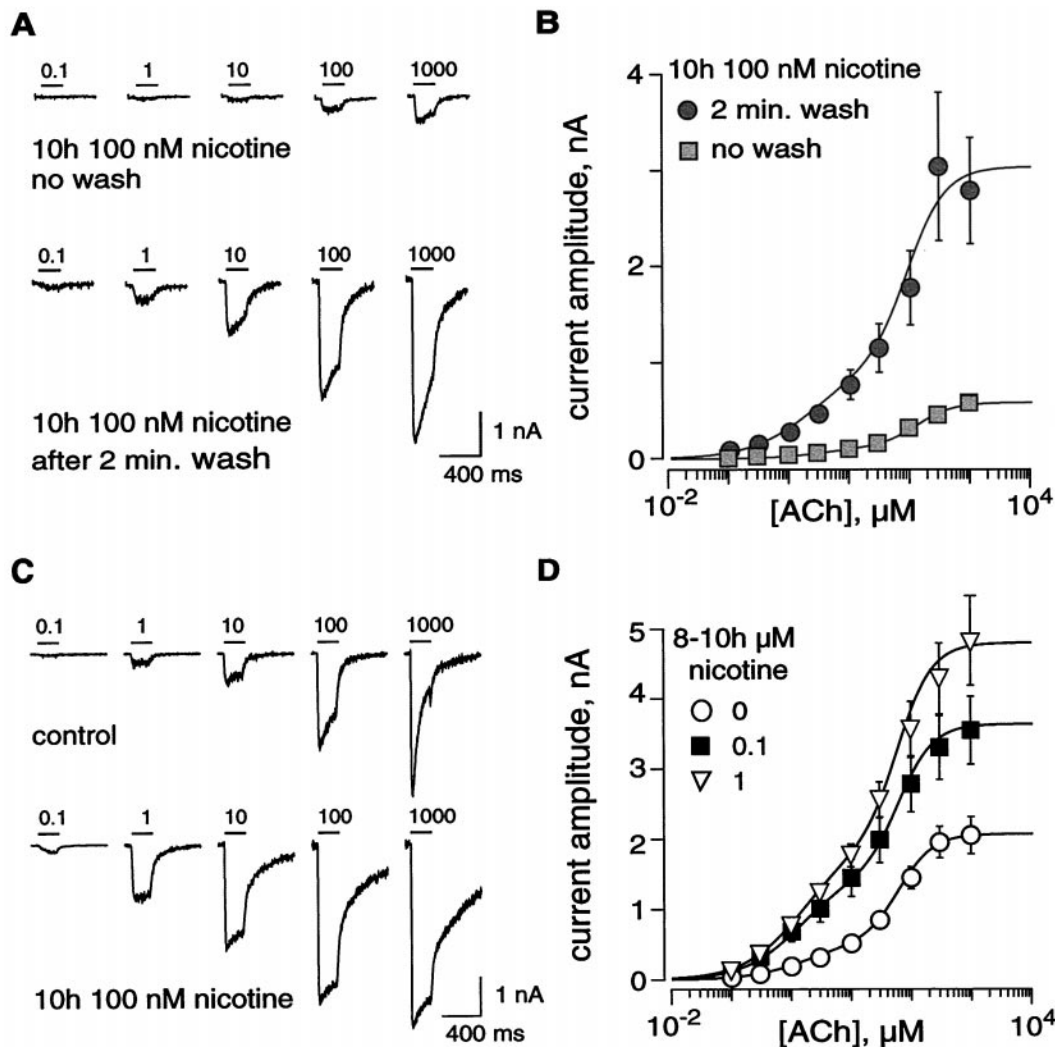 A
0.1 1 10 100 1000
10h 100 nM nicotine
no wash
0.1 1 10 100 1000
10h 100 nM nicotine
after 2 min. wash
1 nA
400 ms
B
4
2
0
current amplitude, nA
10h 100 nM nicotine
2 min. wash
no wash
10-2 104
[ACh], µM
C
0.1 1 10 100 1000
control
0.1 1 10 100 1000
10h 100 nM nicotine
1 nA
400 ms
D
5
4
3
2
1
0
current amplitude, nA
8-10h µM
nicotine
0
0.1
1
10-2 104
[ACh], µM